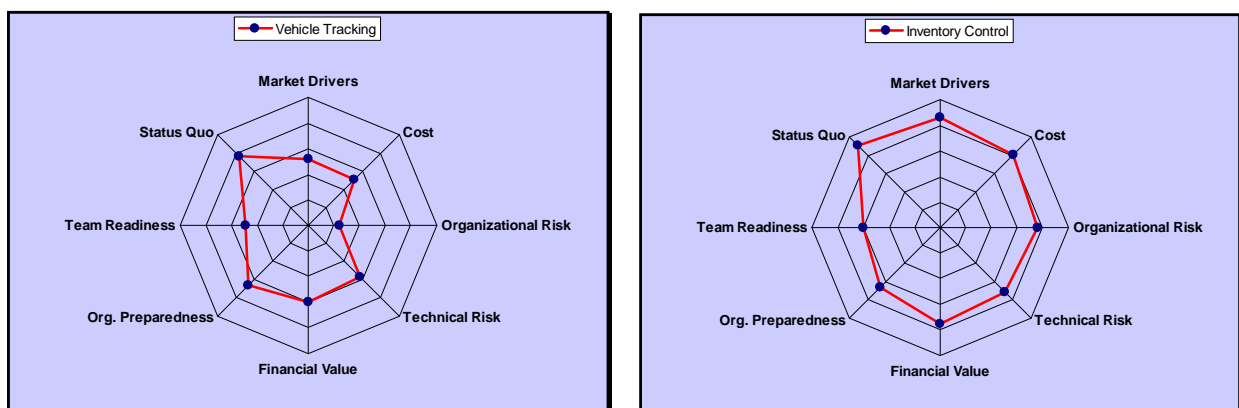 Vehicle Tracking
Market Drivers
Status Quo
Cost
Team Readiness
Organizational Risk
Org. Preparedness
Technical Risk
Financial Value
Inventory Control
Market Drivers
Status Quo
Cost
Team Readiness
Organizational Risk
Org. Preparedness
Technical Risk
Financial Value